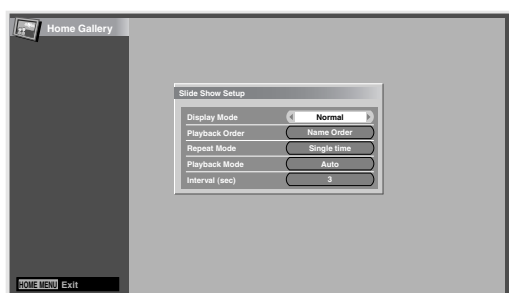 Home Gallery
Slide Show Setup
Display Mode Normal
Playback Order Name Order
Repeat Mode Single time
Playback Mode Auto
Interval (sec) 3
HOME MENU Exit